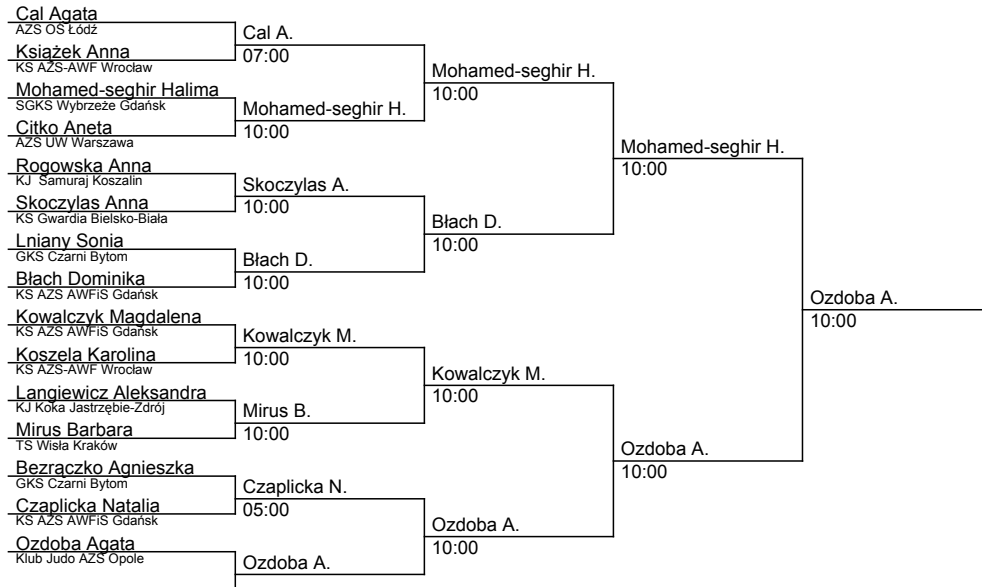 Cal Agata
AZS OŚ Łódź
Książek Anna
KS AZS-AWF Wrocław
Mohamed-seghir Halima
SGKS Wybrzeże Gdańsk
Citko Aneta
AZS UW Warszawa
Rogowska Anna
KJ Samuraj Koszalin
Skoczylas Anna
KS Gwardia Bielsko-Biała
Lniany Sonia
GKS Czarni Bytom
Błach Dominika
KS AZS AWFiS Gdańsk
Kowalczyk Magdalena
KS AZS AWFiS Gdańsk
Koszela Karolina
KS AZS-AWF Wrocław
Langiewicz Aleksandra
KJ Koka Jastrzębie-Zdrój
Mirus Barbara
TS Wisła Kraków
Bezrączko Agnieszka
GKS Czarni Bytom
Czaplicka Natalia
KS AZS AWFiS Gdańsk
Ozdoba Agata
Klub Judo AZS Opole
Cal A.
07:00
Mohamed-seghir H.
10:00
Skoczylas A.
10:00
Błach D.
10:00
Kowalczyk M.
10:00
Mirus B.
10:00
Czaplicka N.
05:00
Ozdoba A.
Mohamed-seghir H.
10:00
Błach D.
10:00
Kowalczyk M.
10:00
Ozdoba A.
10:00
Mohamed-seghir H.
10:00
Ozdoba A.
10:00
Ozdoba A.
10:00